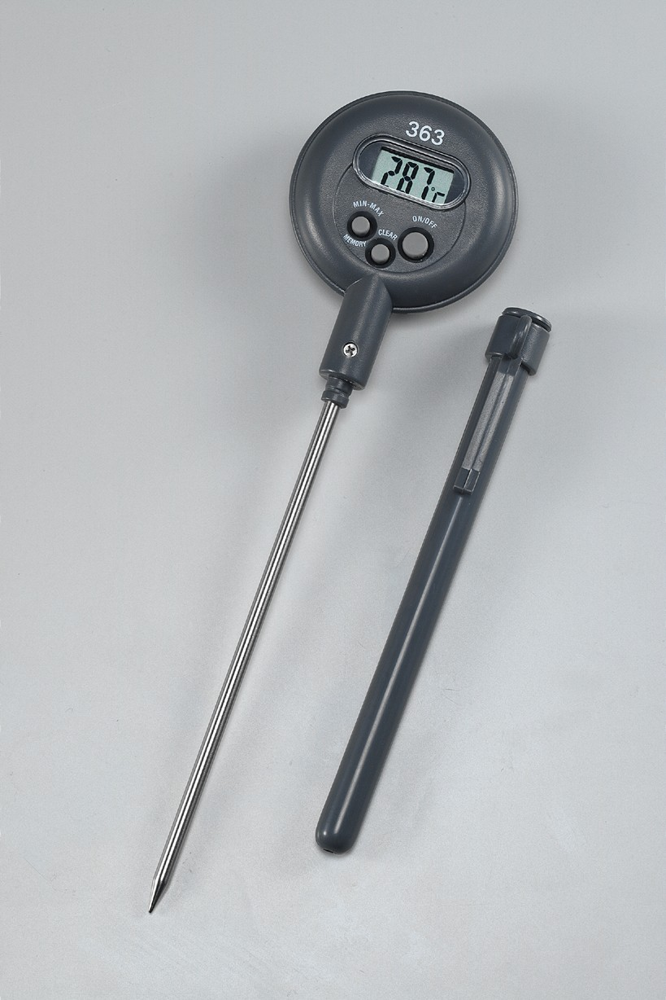 363
28.7°C
MIN-MAX
ON/OFF
MEMORY
CLEAR